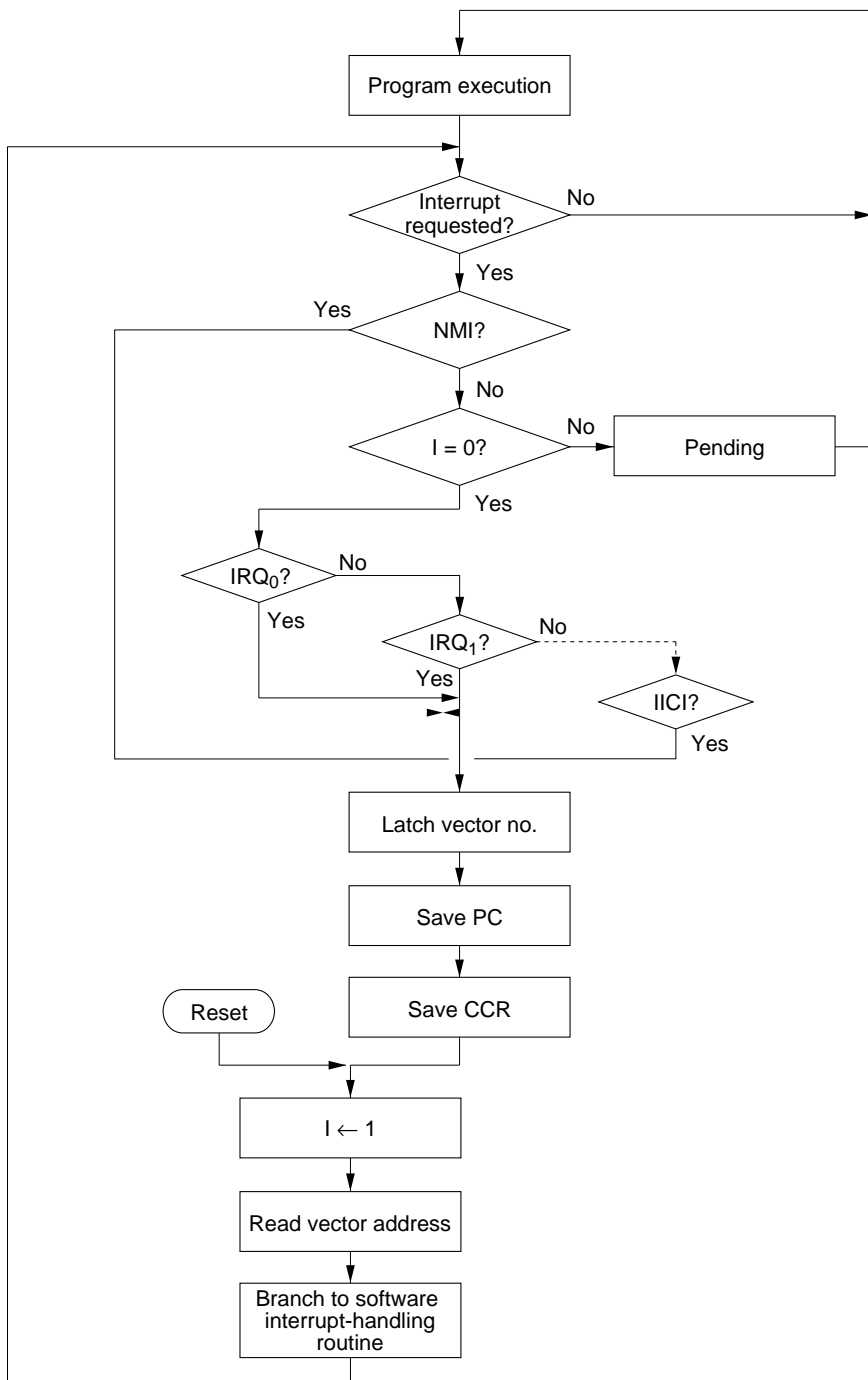 Program execution
Interrupt
requested?
No
Yes
Yes
NMI?
No
I = 0?
No
Pending
Yes
IRQ0?
No
Yes
IRQ1?
No
Yes
IICI?
Yes
Latch vector no.
Save PC
Save CCR
Reset
I ← 1
Read vector address
Branch to software
interrupt-handling
routine